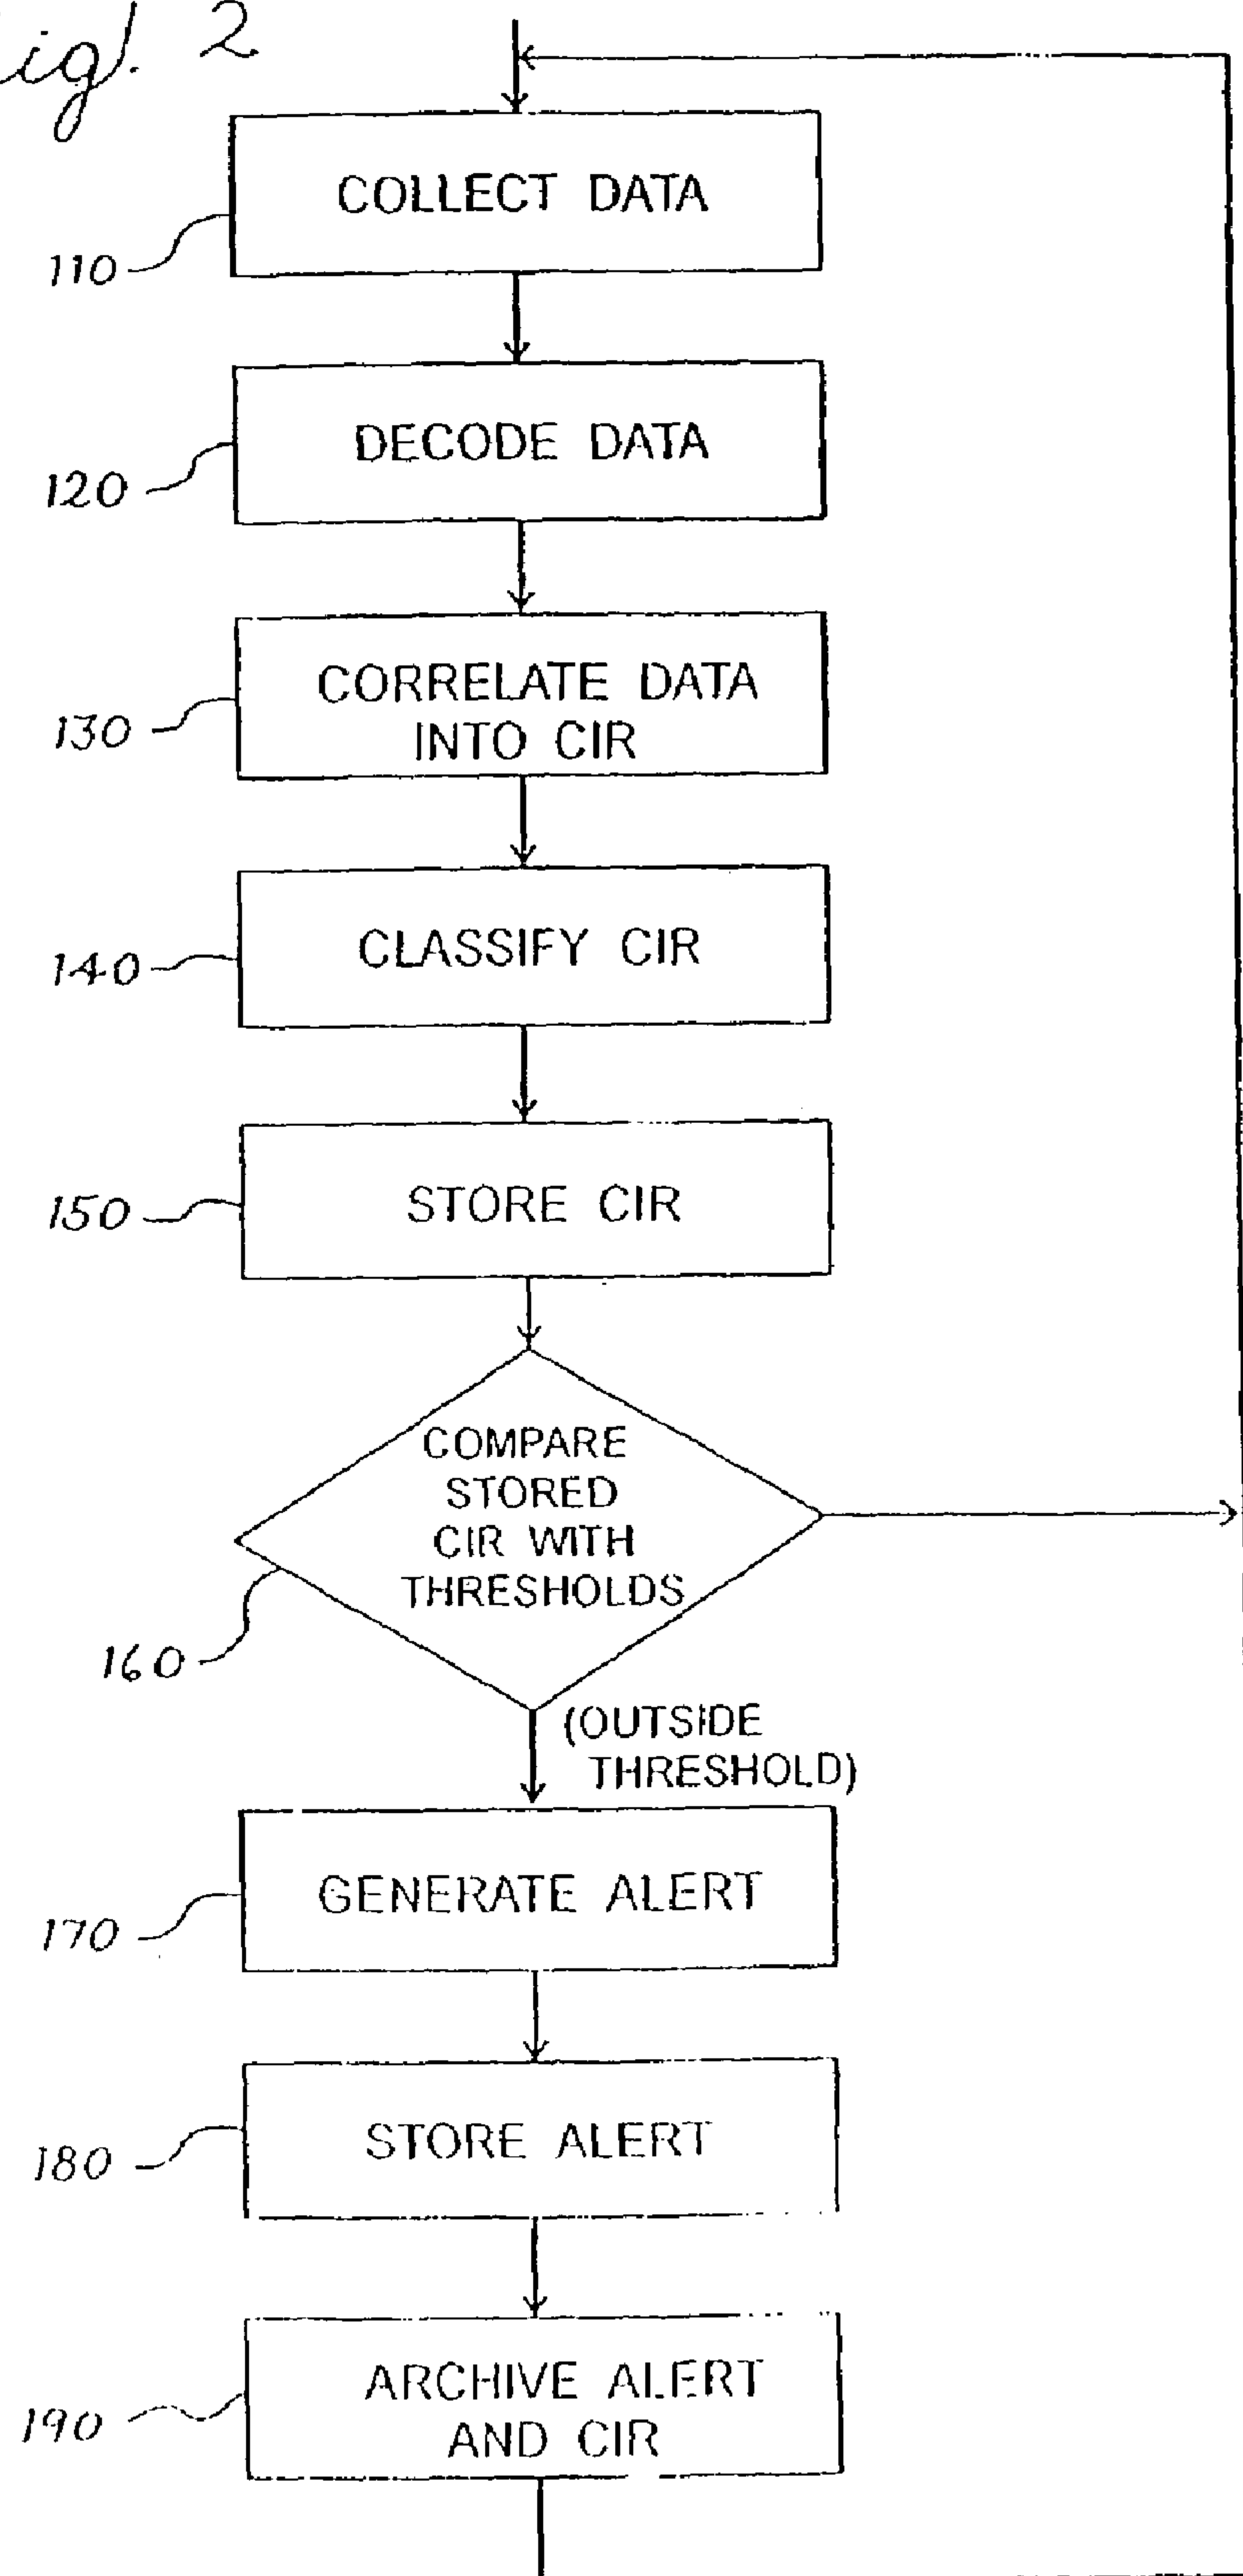 Fig. 2
COLLECT DATA
110
DECODE DATA
120
CORRELATE DATA
INTO CIR
130
CLASSIFY CIR
140
STORE CIR
150
COMPARE
STORED
CIR WITH
THRESHOLDS
160
(OUTSIDE
THRESHOLD)
GENERATE ALERT
170
STORE ALERT
180
ARCHIVE ALERT
AND CIR
190